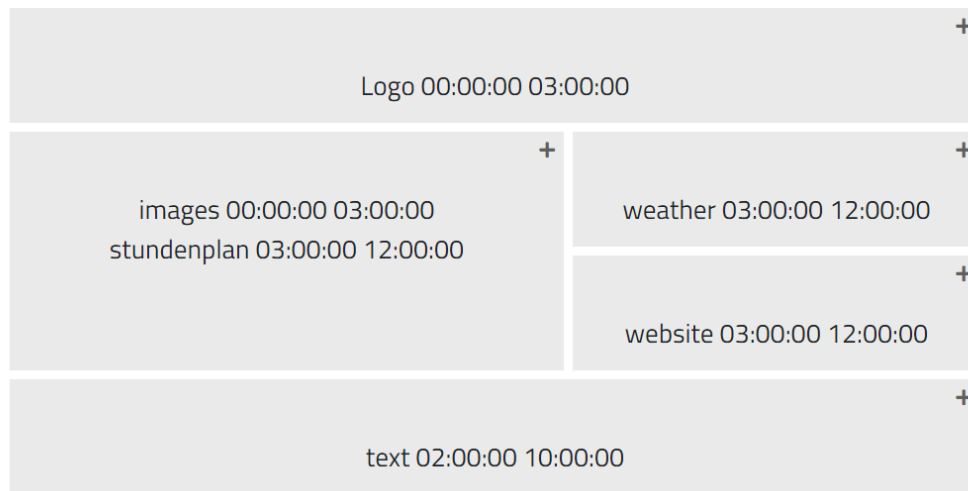 +
Logo 00:00:00 03:00:00
+
images 00:00:00 03:00:00
stundenplan 03:00:00 12:00:00
+
weather 03:00:00 12:00:00
+
website 03:00:00 12:00:00
+
text 02:00:00 10:00:00